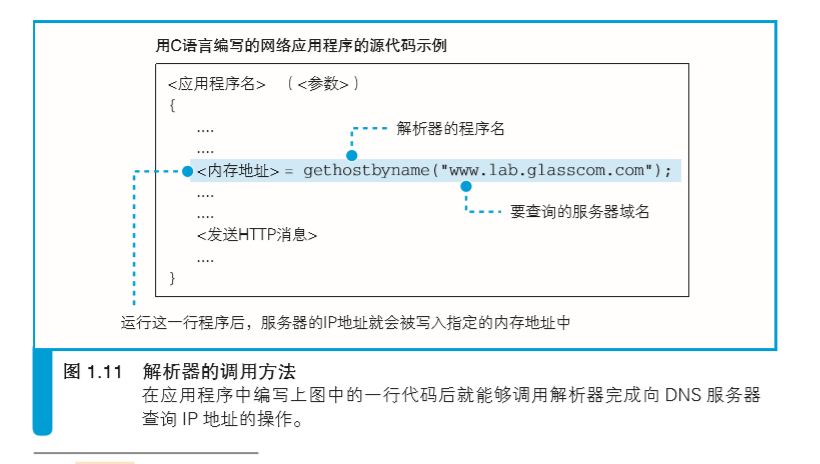 用C语言编写的网络应用程序的源代码示例
<应用程序名> （<参数>）
{
....
解析器的程序名
....
<内存地址> = gethostbyname("www.lab.glasscom.com");
....
....
要查询的服务器域名
<发送HTTP消息>
....
}
运行这一行程序后，服务器的IP地址就会被写入指定的内存地址中
图 1.11 解析器的调用方法
在应用程序中编写上图中的一行代码后就能够调用解析器完成向 DNS 服务器
查询 IP 地址的操作。